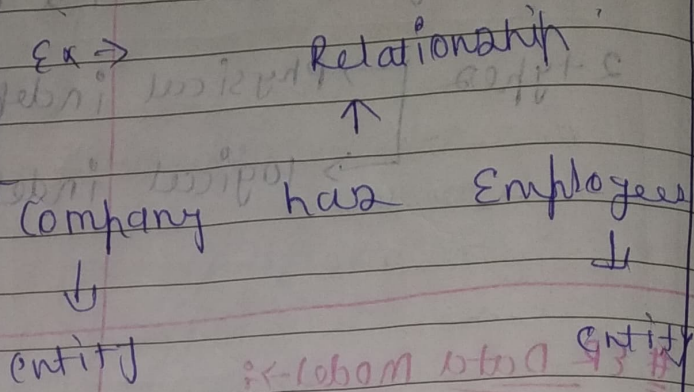 Ex ⇒ Relationship
↑
Company has Employees
↓ ↓
entity entity